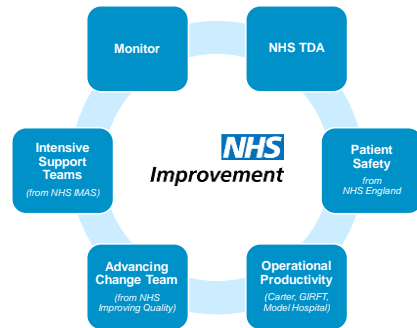 Monitor
NHS TDA
Intensive
Support
Teams
(from NHS IMAS)
NHS
Improvement
Patient
Safety
from
NHS England
Advancing
Change Team
(from NHS
Improving Quality)
Operational
Productivity
(Carter, GIRFT,
Model Hospital)